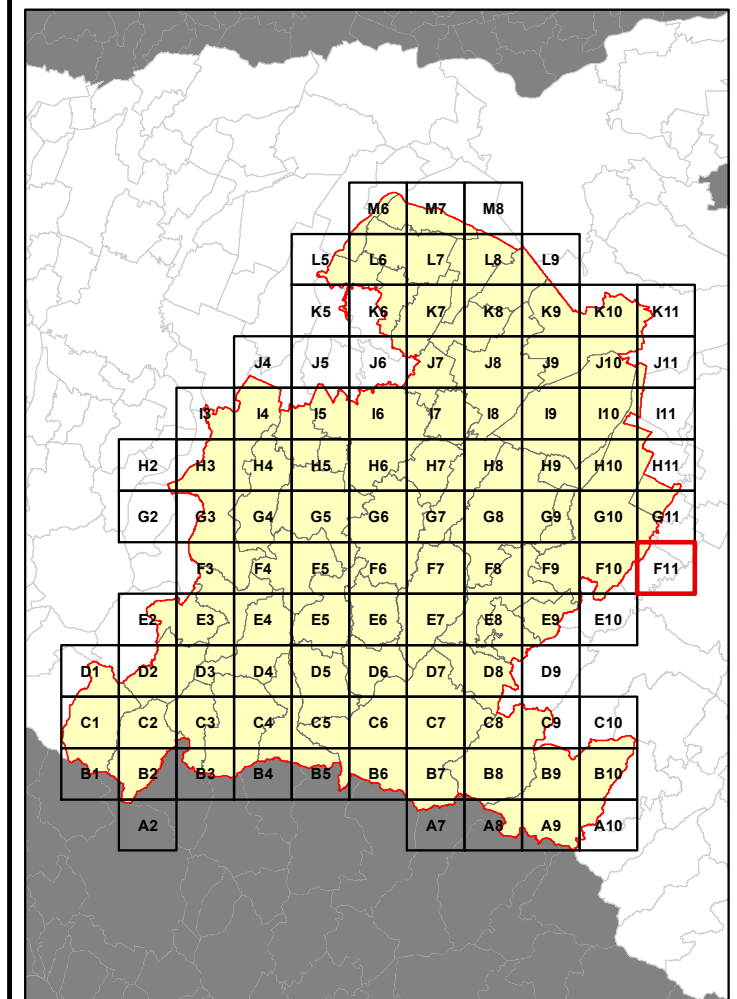 M6 M7 M8
L5 L6 L7 L8 L9
K5 K6 K7 K8 K9 K10 K11
J4 J5 J6 J7 J8 J9 J10 J11
I3 I4 I5 I6 I7 I8 I9 I10 I11
H2 H3 H4 H5 H6 H7 H8 H9 H10 H11
G2 G3 G4 G5 G6 G7 G8 G9 G10 G11
F3 F4 F5 F6 F7 F8 F9 F10 F11
E2 E3 E4 E5 E6 E7 E8 E9 E10
D1 D2 D3 D4 D5 D6 D7 D8 D9
C1 C2 C3 C4 C5 C6 C7 C8 C9 C10
B1 B2 B3 B4 B5 B6 B7 B8 B9 B10
A2 A7 A8 A9 A10